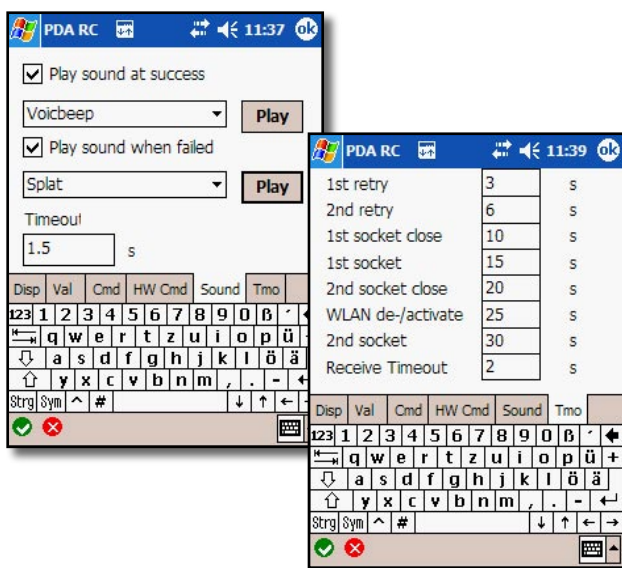 PDA RC 11:37 ok
Play sound at success
Voicbeep Play
Play sound when failed
Splat Play
Timeout
1.5 s
Disp Val Cmd HW Cmd Sound Tmo
123 1 2 3 4 5 6 7 8 9 0 ß ´
q w e r t z u i o p ü
a s d f g h j k l ö ä
y x c v b n m , . -
Strg Sym ^ #
PDA RC 11:39 ok
1st retry 3 s
2nd retry 6 s
1st socket close 10 s
1st socket 15 s
2nd socket close 20 s
WLAN de-/activate 25 s
2nd socket 30 s
Receive Timeout 2 s
Disp Val Cmd HW Cmd Sound Tmo
123 1 2 3 4 5 6 7 8 9 0 ß ´
q w e r t z u i o p ü +
a s d f g h j k l ö ä
y x c v b n m , . -
Strg Sym ^ #